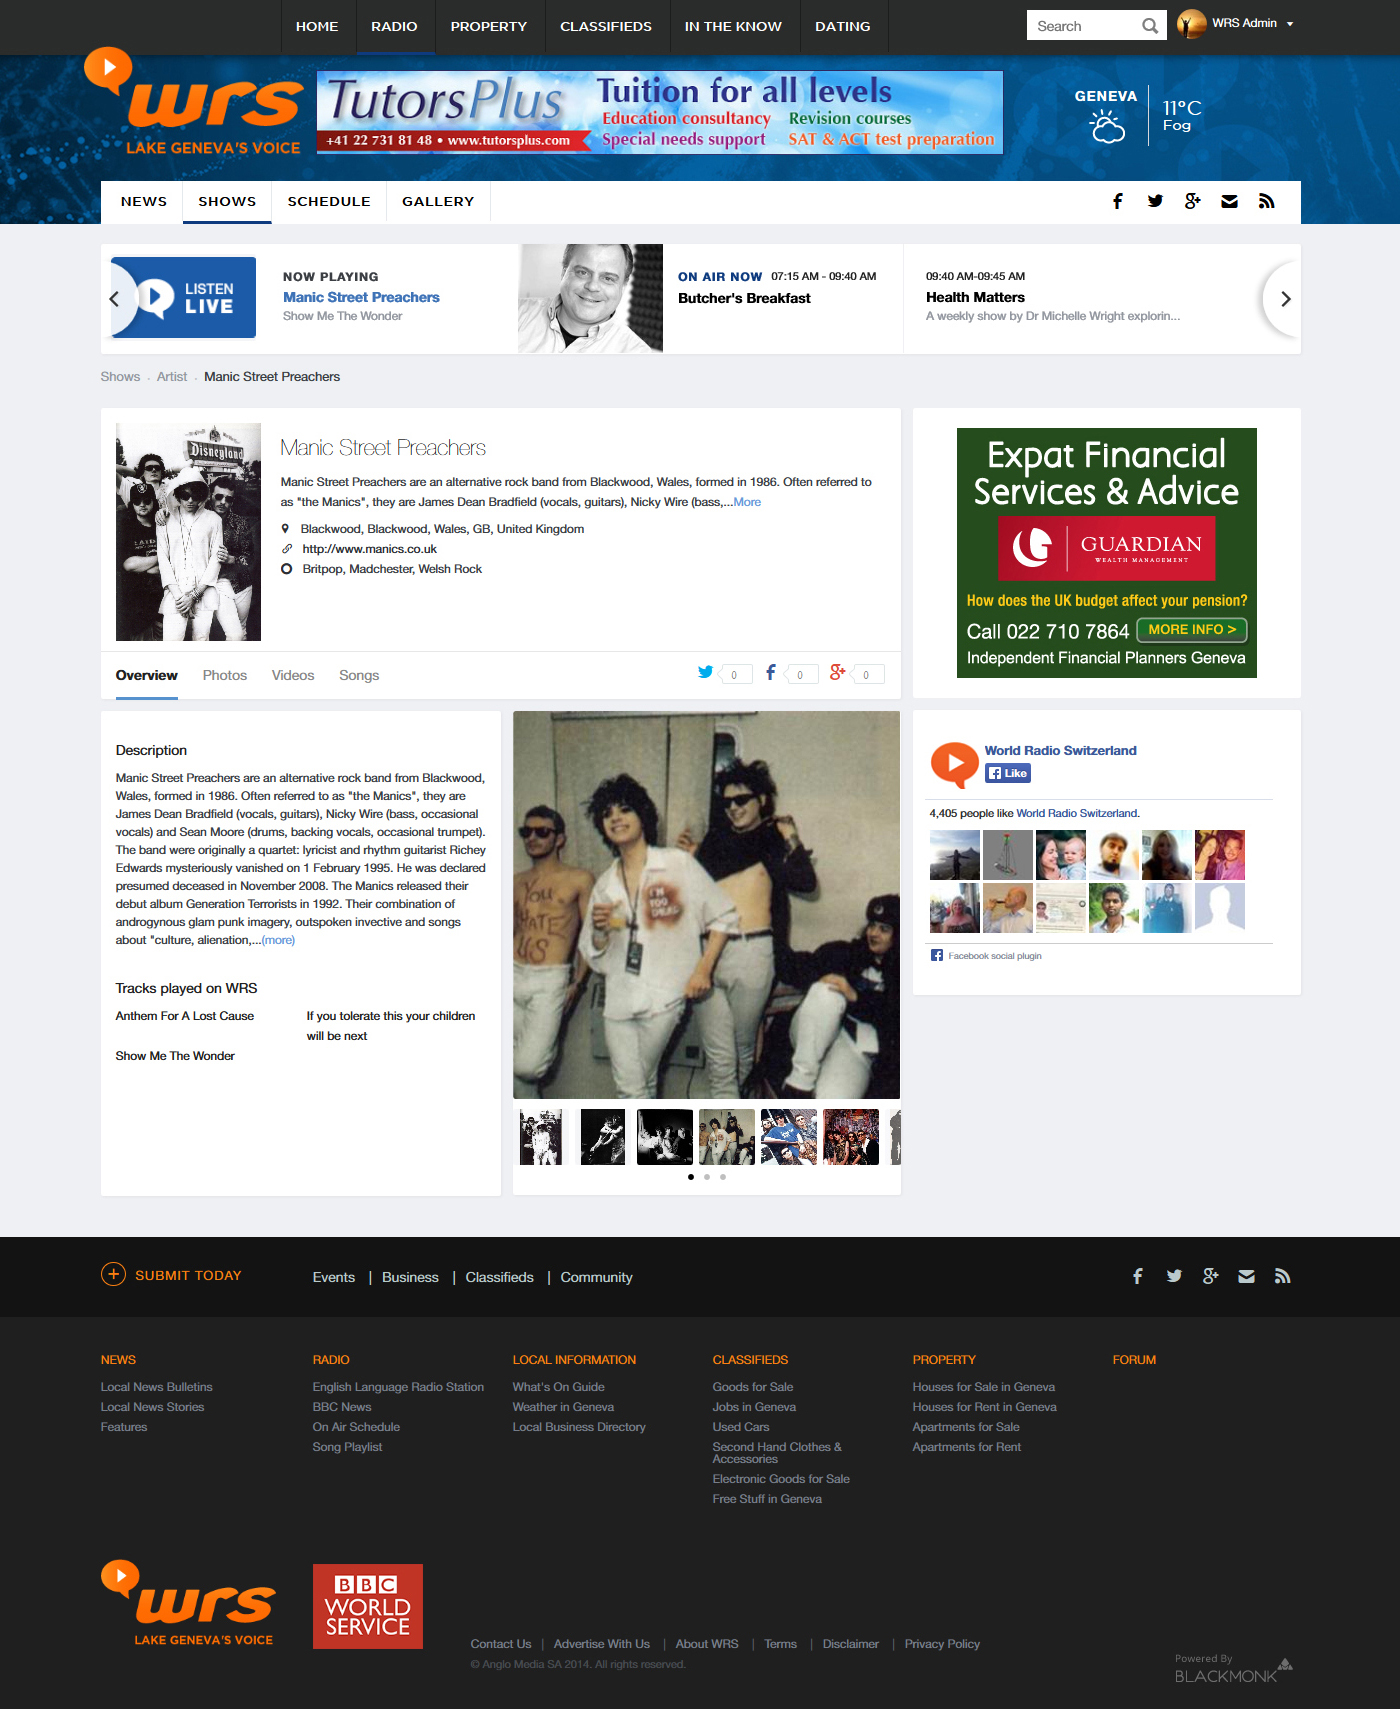 HOME RADIO PROPERTY CLASSIFIEDS IN THE KNOW DATING
Search
WRS Admin
wrs
LAKE GENEVA'S VOICE
TutorsPlus
+41 22 731 81 48 • www.tutorsplus.com
Tuition for all levels
Education consultancy Revision courses
Special needs support SAT & ACT test preparation
GENEVA
11°C
Fog
NEWS SHOWS SCHEDULE GALLERY
LISTEN
LIVE
NOW PLAYING
Manic Street Preachers
Show Me The Wonder
ON AIR NOW 07:15 AM - 09:40 AM
Butcher's Breakfast
09:40 AM-09:45 AM
Health Matters
A weekly show by Dr Michelle Wright explorin...
Shows . Artist . Manic Street Preachers
Disneyland
Manic Street Preachers
Manic Street Preachers are an alternative rock band from Blackwood, Wales, formed in 1986. Often referred to
as "the Manics", they are James Dean Bradfield (vocals, guitars), Nicky Wire (bass,...More
Blackwood, Blackwood, Wales, GB, United Kingdom
http://www.manics.co.uk
Britpop, Madchester, Welsh Rock
Overview Photos Videos Songs
0 0 0
Expat Financial
Services & Advice
GUARDIAN
WEALTH MANAGEMENT
How does the UK budget affect your pension?
Call 022 710 7864 MORE INFO >
Independent Financial Planners Geneva
Description
Manic Street Preachers are an alternative rock band from Blackwood,
Wales, formed in 1986. Often referred to as "the Manics", they are
James Dean Bradfield (vocals, guitars), Nicky Wire (bass, occasional
vocals) and Sean Moore (drums, backing vocals, occasional trumpet).
The band were originally a quartet: lyricist and rhythm guitarist Richey
Edwards mysteriously vanished on 1 February 1995. He was declared
presumed deceased in November 2008. The Manics released their
debut album Generation Terrorists in 1992. Their combination of
androgynous glam punk imagery, outspoken invective and songs
about "culture, alienation,...(more)
Tracks played on WRS
Anthem For A Lost Cause
If you tolerate this your children
will be next
Show Me The Wonder
YOU
HATE
US
World Radio Switzerland
Like
4,405 people like World Radio Switzerland.
Facebook social plugin
SUBMIT TODAY
Events | Business | Classifieds | Community
NEWS
Local News Bulletins
Local News Stories
Features
RADIO
English Language Radio Station
BBC News
On Air Schedule
Song Playlist
LOCAL INFORMATION
What's On Guide
Weather in Geneva
Local Business Directory
CLASSIFIEDS
Goods for Sale
Jobs in Geneva
Used Cars
Second Hand Clothes &
Accessories
Electronic Goods for Sale
Free Stuff in Geneva
PROPERTY
Houses for Sale in Geneva
Houses for Rent in Geneva
Apartments for Sale
Apartments for Rent
FORUM
wrs
LAKE GENEVA'S VOICE
BBC
WORLD
SERVICE
Contact Us | Advertise With Us | About WRS | Terms | Disclaimer | Privacy Policy
© Anglo Media SA 2014. All rights reserved.
Powered By
BLACKMONK